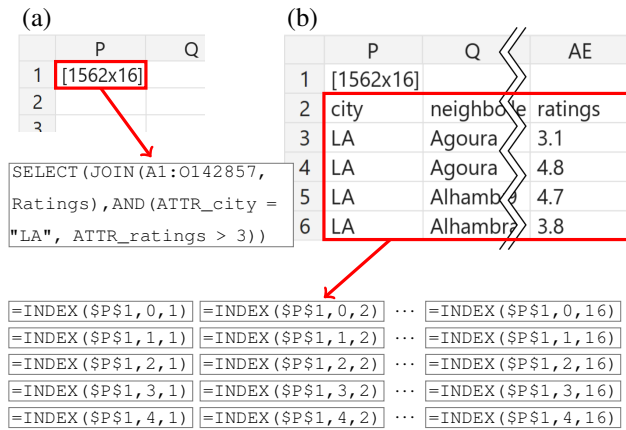 (a)
P Q
1 [1562x16]
2
3
SELECT(JOIN(A1:O142857,
Ratings),AND(ATTR_city =
"LA", ATTR_ratings > 3))
(b)
P Q AE
1 [1562x16]
2 city ratings
3 LA Agoura 3.1
4 LA Agoura 4.8
5 LA 4.7
6 LA Alhambra 3.8
=INDEX($P$1,0,1) =INDEX($P$1,0,2) ··· =INDEX($P$1,0,16)
=INDEX($P$1,1,1) =INDEX($P$1,1,2) ··· =INDEX($P$1,1,16)
=INDEX($P$1,2,1) =INDEX($P$1,2,2) ··· =INDEX($P$1,2,16)
=INDEX($P$1,3,1) =INDEX($P$1,3,2) ··· =INDEX($P$1,3,16)
=INDEX($P$1,4,1) =INDEX($P$1,4,2) ··· =INDEX($P$1,4,16)